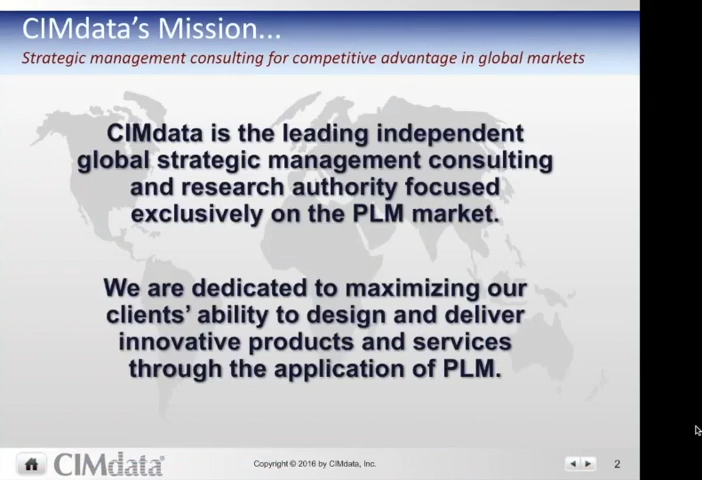 CIMdata's Mission...
Strategic management consulting for competitive advantage in global markets
CIMdata is the leading independent
global strategic management consulting
and research authority focused
exclusively on the PLM market.
We are dedicated to maximizing our
clients' ability to design and deliver
innovative products and services
through the application of PLM.
CIMdata®
Copyright © 2016 by CIMdata, Inc.
2